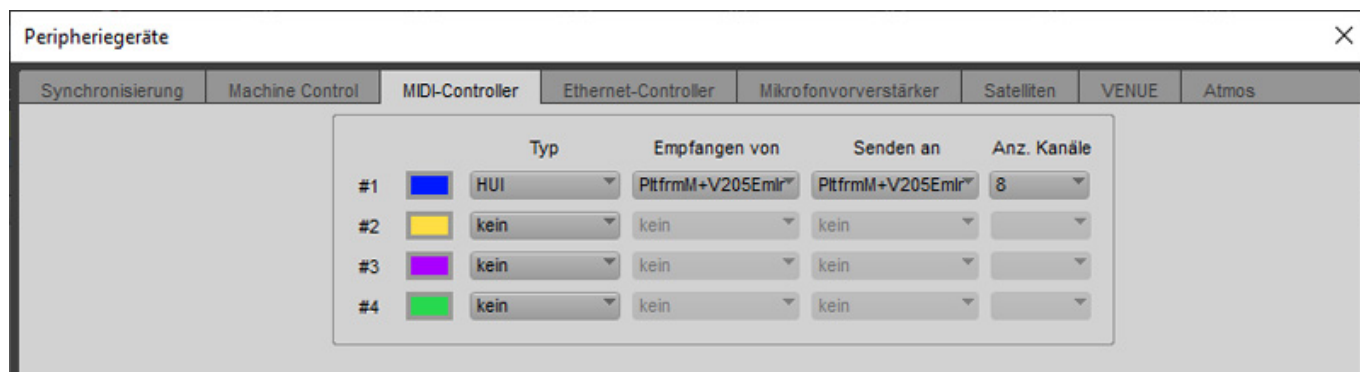 Peripheriegeräte
Synchronisierung Machine Control MIDI-Controller Ethernet-Controller Mikrofonvorverstärker Satelliten VENUE Atmos
Typ Empfangen von Senden an Anz. Kanäle
#1 HUI PltfrmM+V205Emlr PltfrmM+V205Emlr 8
#2 kein kein kein
#3 kein kein kein
#4 kein kein kein